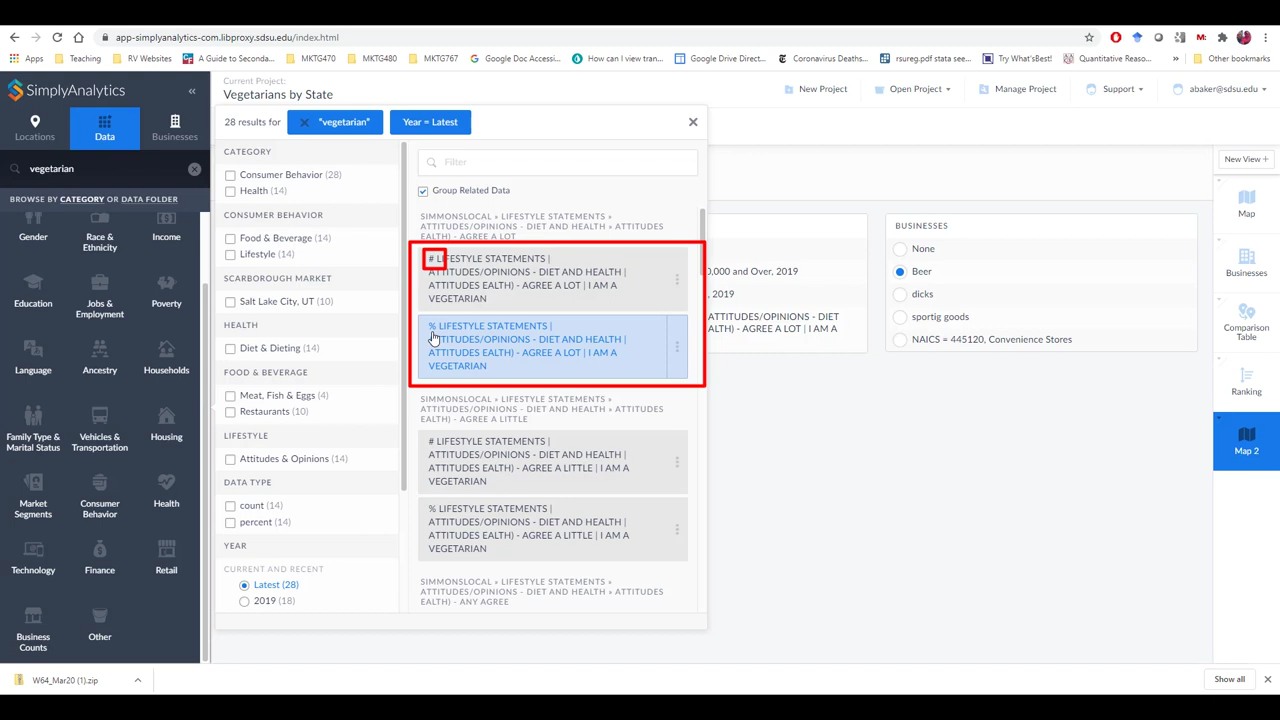 app-simplyanalytics-com.libproxy.sdsu.edu/index.html
Apps
Teaching
RV Websites
MKTG480
MKTG767
A Guide to Seconda...
Google Doc Accessi...
How can I view tran...
Google Drive Direct...
Coronavirus Deaths...
rsureg.pdf stata see...
Try What'sBest!
Quantitative Reaso...
Other bookmarks
SimplyAnalytics
Current Project:
Vegetarians by State
New Project
Open Project
Manage Project
Support
abaker@sdsu.edu
Locations
Data
Businesses
vegetarian
BROWSE BY CATEGORY OR DATA FOLDER
Gender
Race & Ethnicity
Income
Education
Jobs & Employment
Poverty
Language
Ancestry
Households
Family Type & Marital Status
Vehicles & Transportation
Housing
Market Segments
Consumer Behavior
Health
Technology
Finance
Retail
Business Counts
Other
28 results for
"vegetarian"
Year = Latest
CATEGORY
Consumer Behavior (28)
Health (14)
CONSUMER BEHAVIOR
Food & Beverage (14)
Lifestyle (14)
SCARBOROUGH MARKET
Salt Lake City, UT (10)
HEALTH
Diet & Dieting (14)
FOOD & BEVERAGE
Meat, Fish & Eggs (4)
Restaurants (10)
LIFESTYLE
Attitudes & Opinions (14)
DATA TYPE
count (14)
percent (14)
YEAR
CURRENT AND RECENT
Latest (28)
2019 (18)
Filter
Group Related Data
SIMMONSLOCAL » LIFESTYLE STATEMENTS »
ATTITUDES/OPINIONS - DIET AND HEALTH » ATTITUDES
EALTH) - AGREE A LOT
# LIFESTYLE STATEMENTS |
ATTITUDES/OPINIONS - DIET AND HEALTH |
ATTITUDES EALTH) - AGREE A LOT | I AM A
VEGETARIAN
% LIFESTYLE STATEMENTS |
ATTITUDES/OPINIONS - DIET AND HEALTH |
ATTITUDES EALTH) - AGREE A LOT | I AM A
VEGETARIAN
SIMMONSLOCAL » LIFESTYLE STATEMENTS »
ATTITUDES/OPINIONS - DIET AND HEALTH » ATTITUDES
EALTH) - AGREE A LITTLE
# LIFESTYLE STATEMENTS |
ATTITUDES/OPINIONS - DIET AND HEALTH |
ATTITUDES EALTH) - AGREE A LITTLE | I AM A
VEGETARIAN
% LIFESTYLE STATEMENTS |
ATTITUDES/OPINIONS - DIET AND HEALTH |
ATTITUDES EALTH) - AGREE A LITTLE | I AM A
VEGETARIAN
SIMMONSLOCAL » LIFESTYLE STATEMENTS »
ATTITUDES/OPINIONS - DIET AND HEALTH » ATTITUDES
EALTH) - ANY AGREE
0,000 and Over, 2019
, 2019
ATTITUDES/OPINIONS - DIET
ND HEALTH | ATTITUDES EALTH) - AGREE A LOT | I AM A
BUSINESSES
None
Beer
dicks
sportig goods
NAICS = 445120, Convenience Stores
New View +
Map
Businesses
Comparison Table
Ranking
Map 2
W64_Mar20 (1).zip
Show all